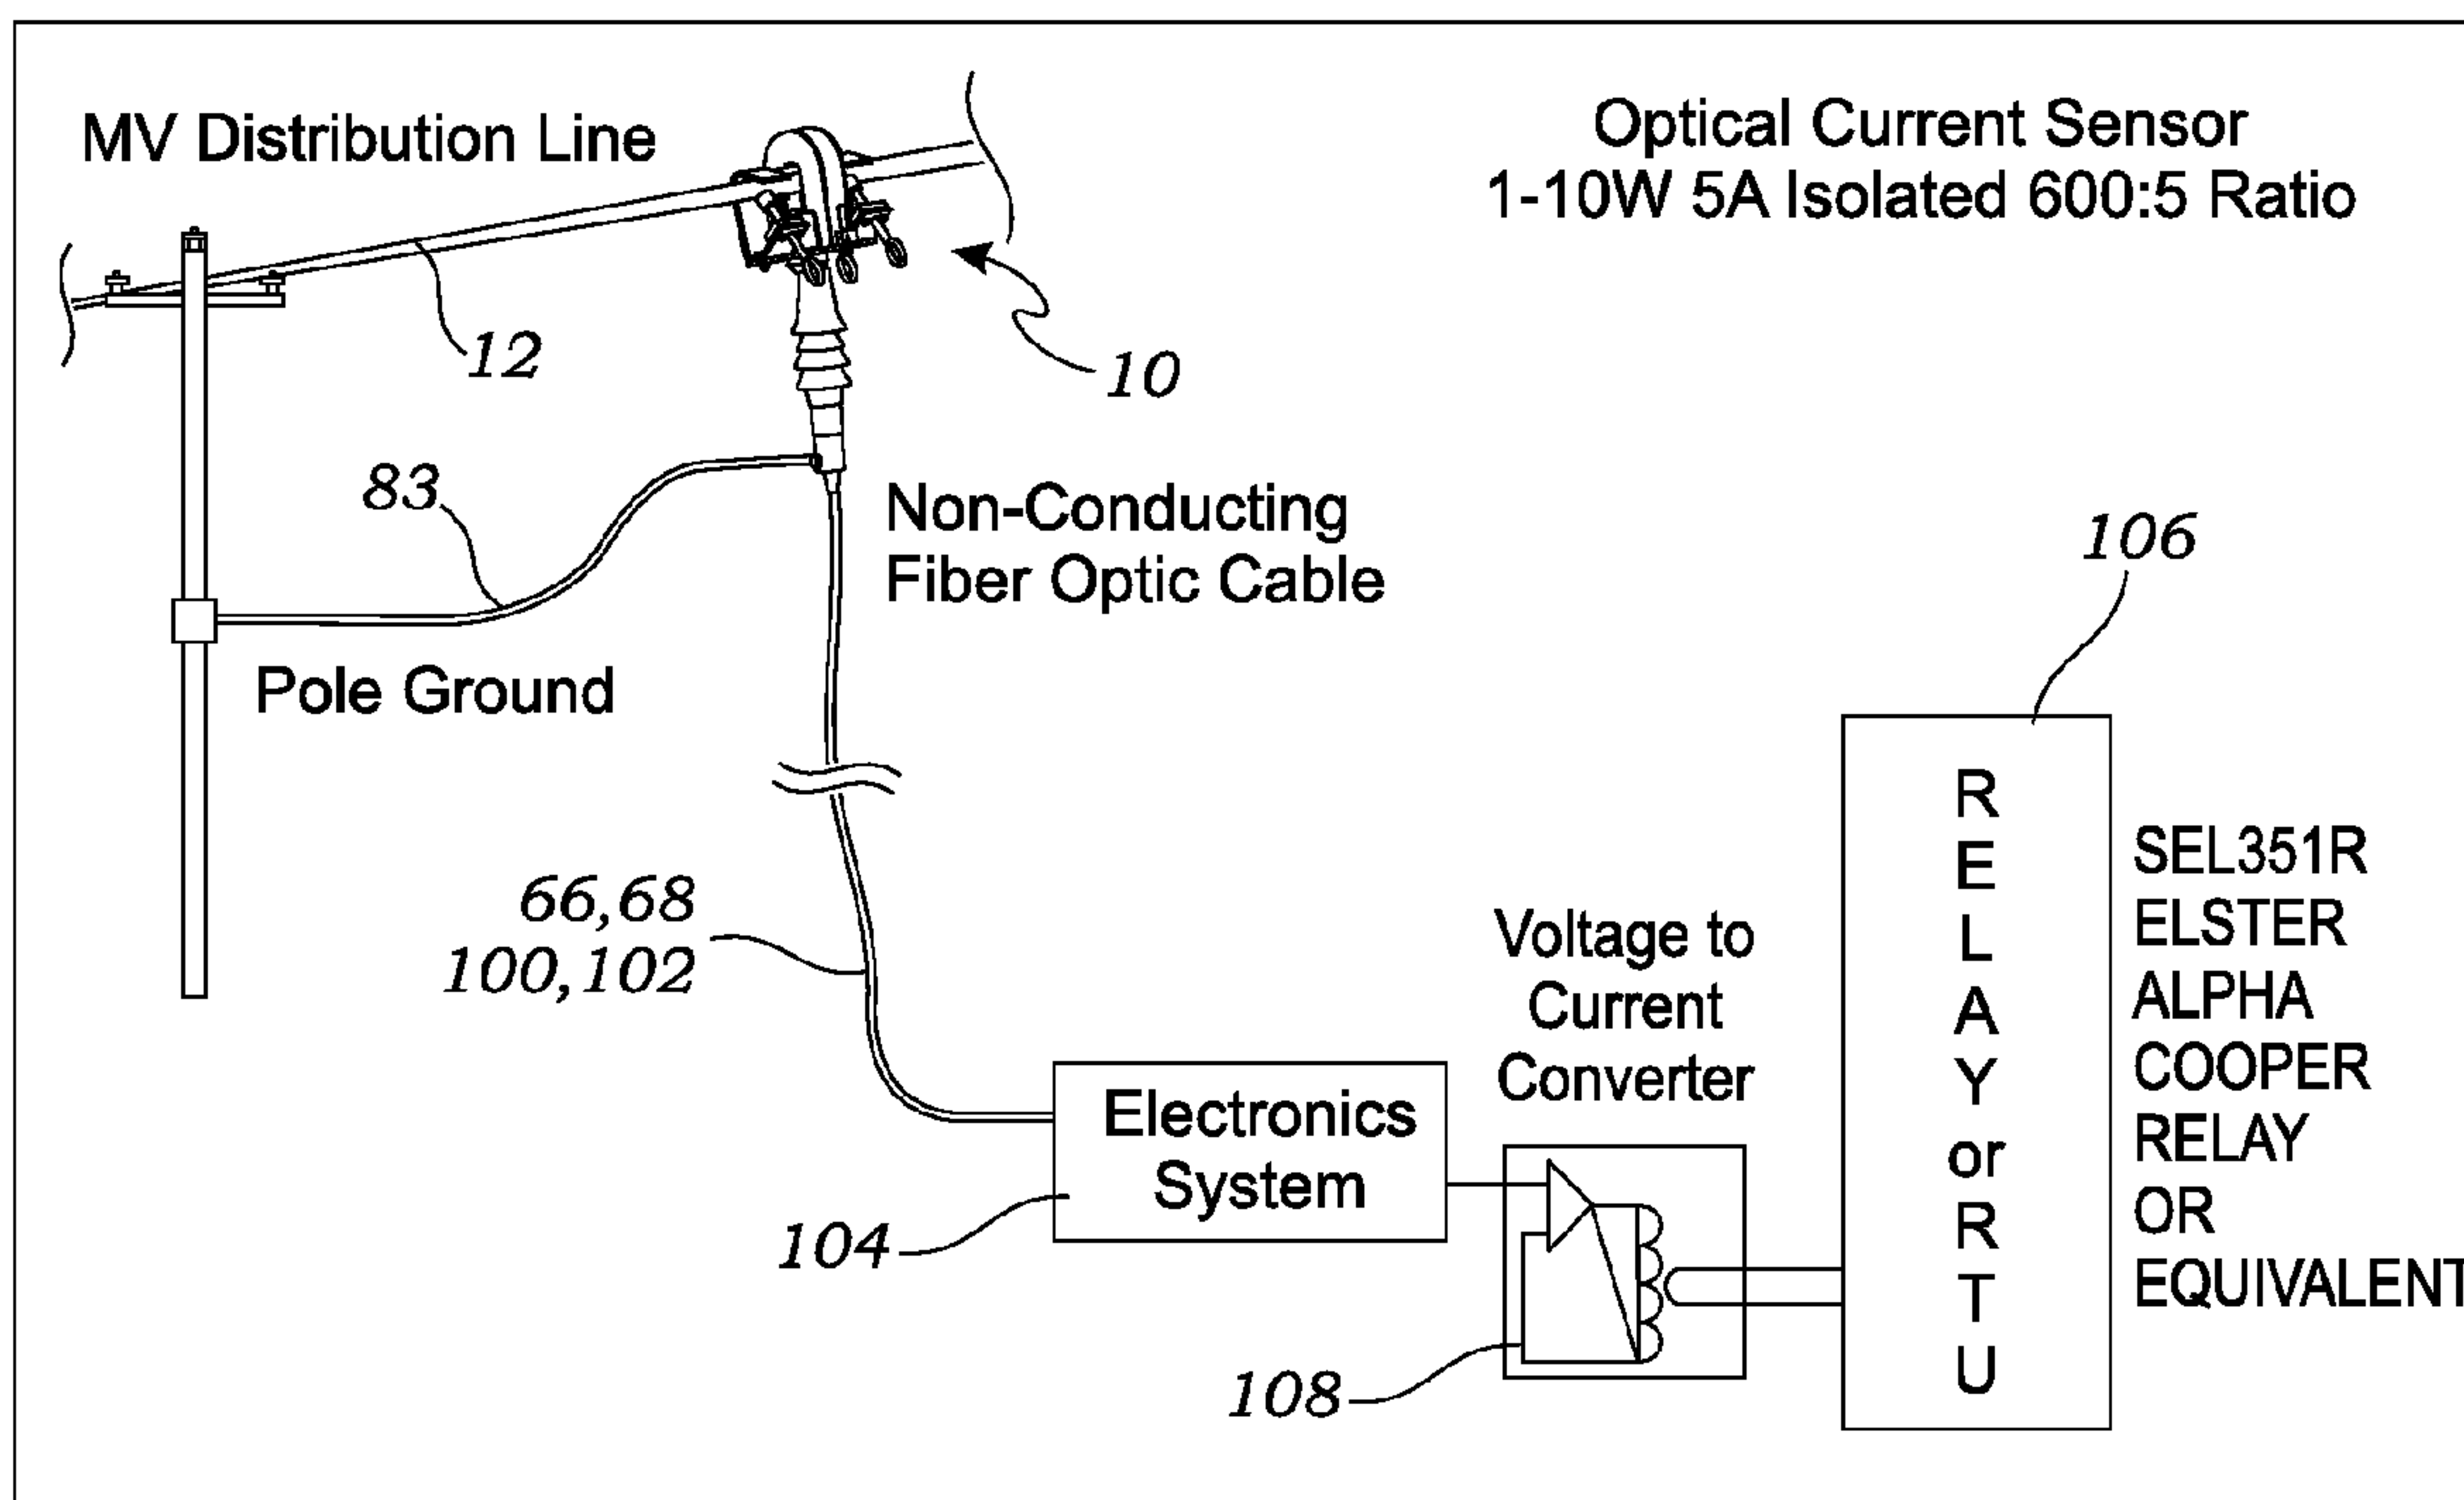 MV Distribution Line
Optical Current Sensor
1-10W 5A Isolated 600:5 Ratio
12
10
83
Non-Conducting
Fiber Optic Cable
106
Pole Ground
66,68
100,102
Electronics
System
104
Voltage to
Current
Converter
108
R
E
L
A
Y
or
R
T
U
SEL351R
ELSTER
ALPHA
COOPER
RELAY
OR
EQUIVALENT